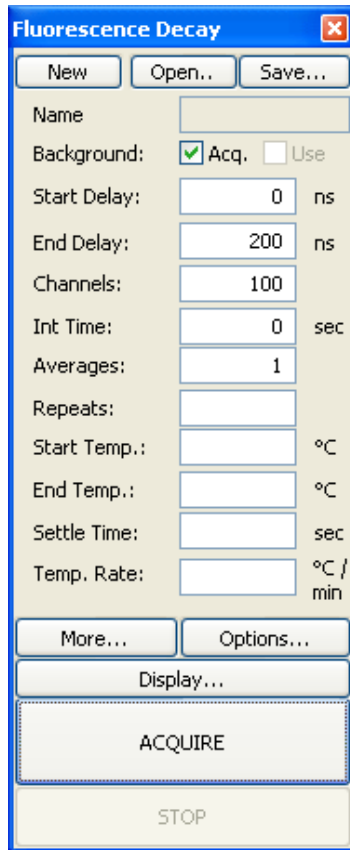 Fluorescence Decay
New Open.. Save...
Name
Background: Acq. Use
Start Delay: 0 ns
End Delay: 200 ns
Channels: 100
Int Time: 0 sec
Averages: 1
Repeats:
Start Temp.: °C
End Temp.: °C
Settle Time: sec
Temp. Rate: °C /
min
More... Options...
Display...
ACQUIRE
STOP